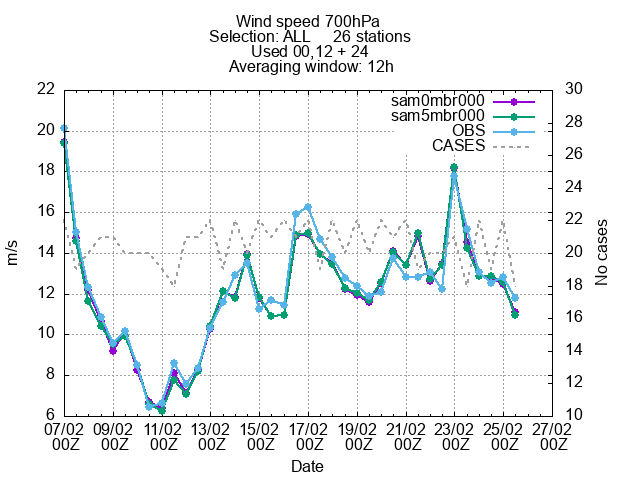 Wind speed 700hPa
Selection: ALL 26 stations
Used 00,12 + 24
Averaging window: 12h
22 30
sam0mbr000
sam5mbr000
OBS
CASES
20 28
18 26
16 24
14 22
12 20
10 18
8 16
6 14
12
10
m/s
No cases
07/02 09/02 11/02 13/02 15/02 17/02 19/02 21/02 23/02 25/02 27/02
00Z 00Z 00Z 00Z 00Z 00Z 00Z 00Z 00Z 00Z 00Z
Date